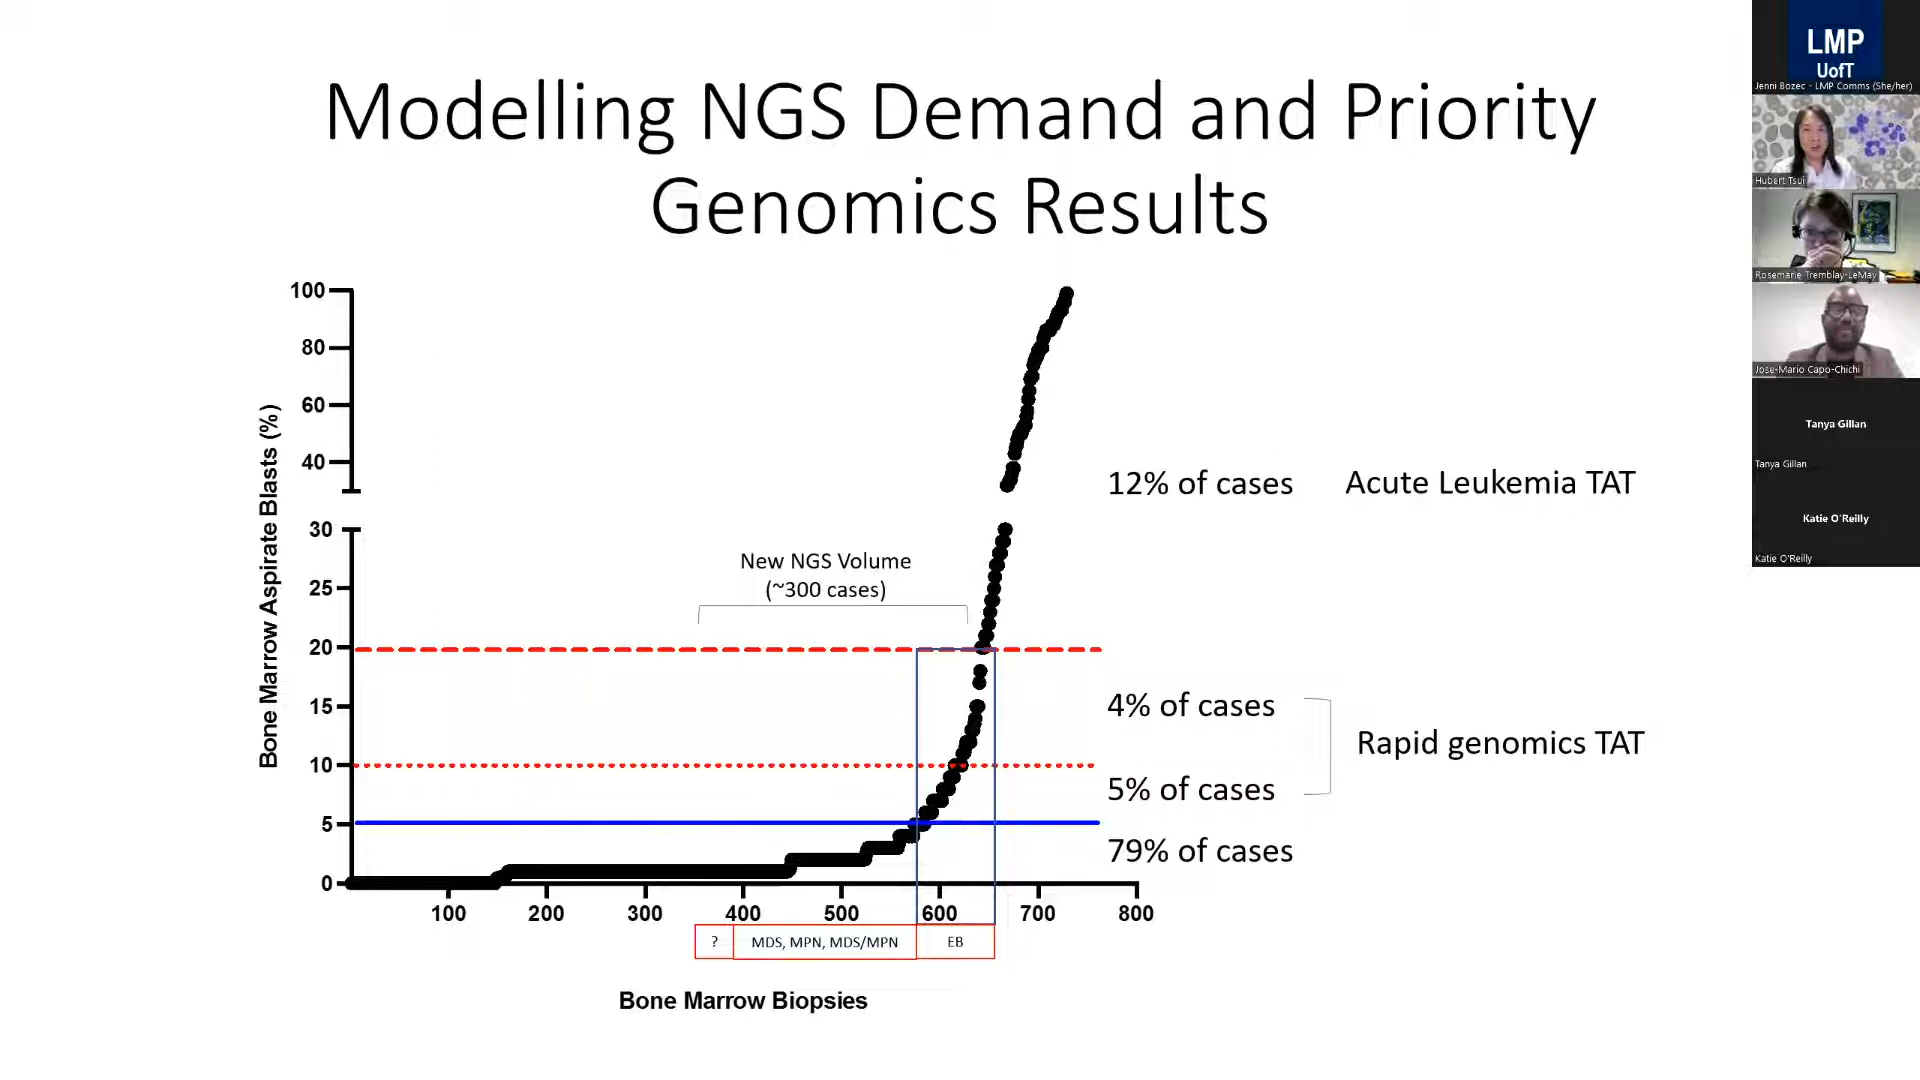 Modelling NGS Demand and Priority
Genomics Results
Bone Marrow Aspirate Blasts (%)
100
80
60
40
30
25
20
15
10
5
0
New NGS Volume
(~300 cases)
12% of cases
Acute Leukemia TAT
4% of cases
Rapid genomics TAT
5% of cases
79% of cases
100 200 300 400 500 600 700 800
? MDS, MPN, MDS/MPN EB
Bone Marrow Biopsies
LMP
UofT
Jenni Bozec - LMP Comms (She/her)
Hubert Tsui
Rosemarie Tremblay-LeMay
Jose-Mario Capo-Chichi
Tanya Gillan
Tanya Gillan
Katie O'Reilly
Katie O'Reilly